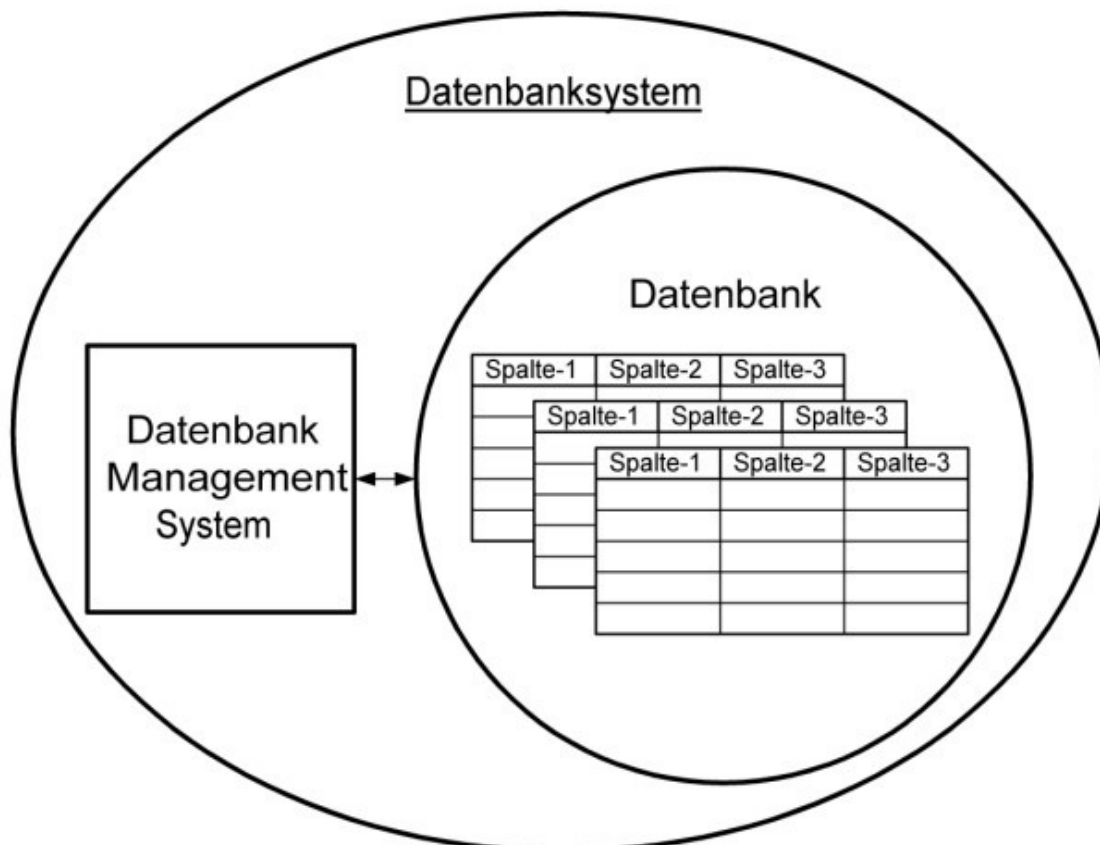 Datenbanksystem
Datenbank
Spalte-1 Spalte-2 Spalte-3
Spalte-1 Spalte-2 Spalte-3
Spalte-1 Spalte-2 Spalte-3
Datenbank
Management
System